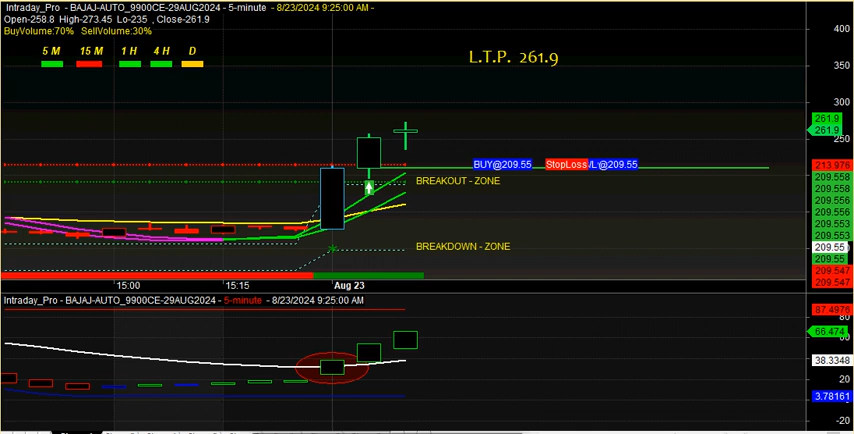 Intraday_Pro - BAJAJ-AUTO_9900CE-29AUG2024 - 5-minute - 8/23/2024 9:25:00 AM -
Open-258.8 High-273.45 Lo-235 , Close-261.9
BuyVolume:70% SellVolume:30%
5 M 15 M 1 H 4 H D
L.T.P. 261.9
400
350
300
250
261.9
261.9
BUY@209.55 StopLoss @209.55
213.976
209.558
209.558
209.556
209.556
209.553
209.553
209.55
209.55
209.547
209.547
BREAKOUT - ZONE
BREAKDOWN - ZONE
15:00 15:15 Aug 23
Intraday_Pro - BAJAJ-AUTO_9900CE-29AUG2024 - 5-minute - 8/23/2024 9:25:00 AM
87.4976
80
66.474
38.3348
20
3.78161
-20